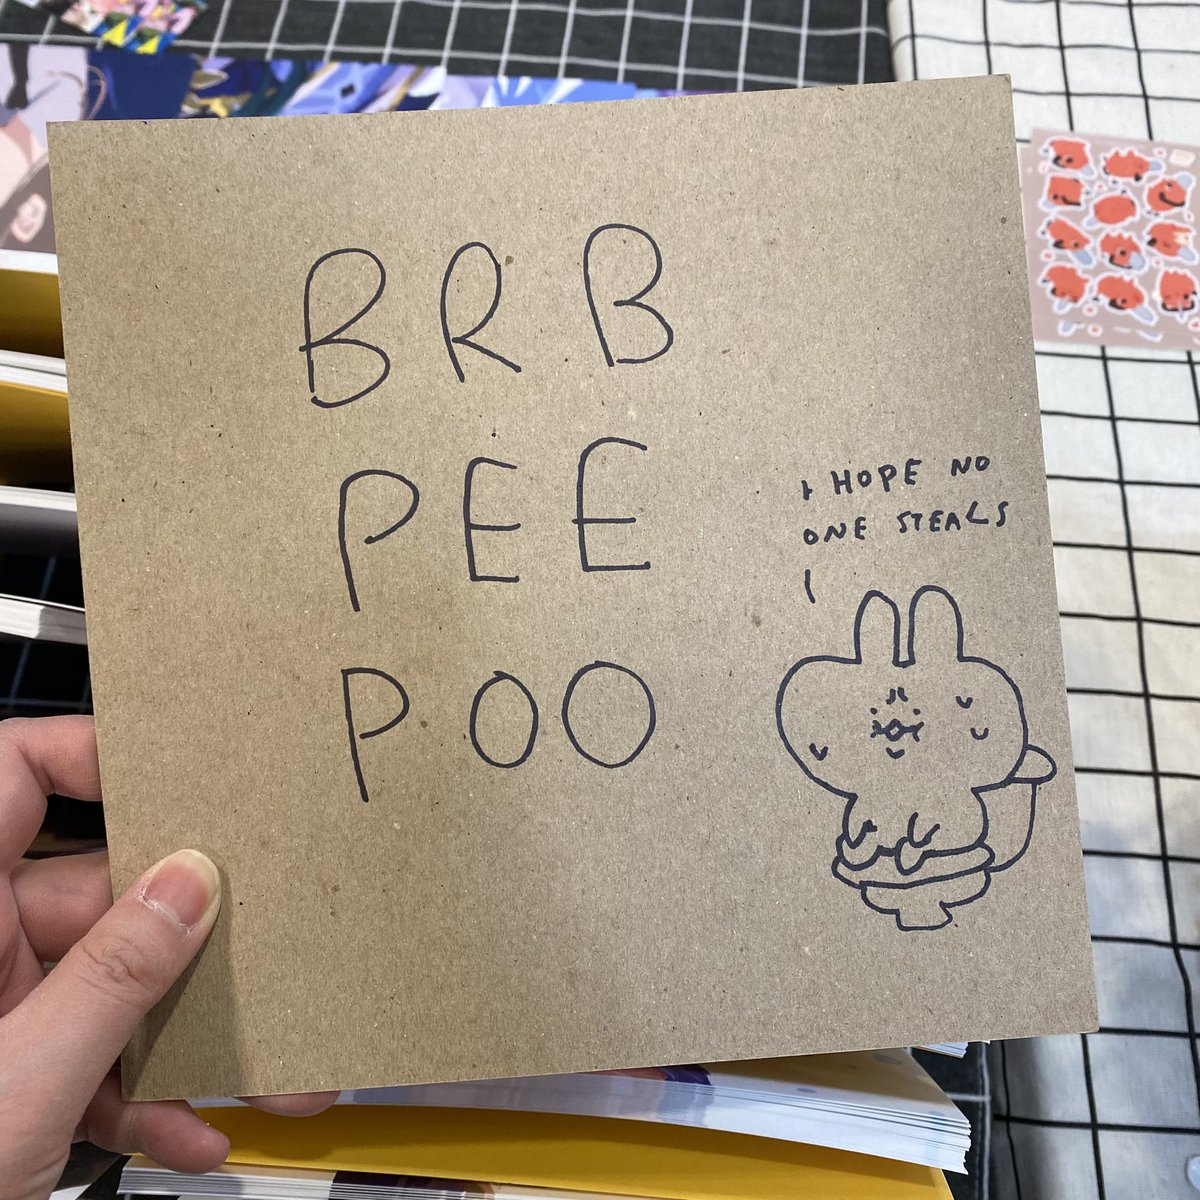 BRB
PEE
POO
I HOPE NO
ONE STEALS